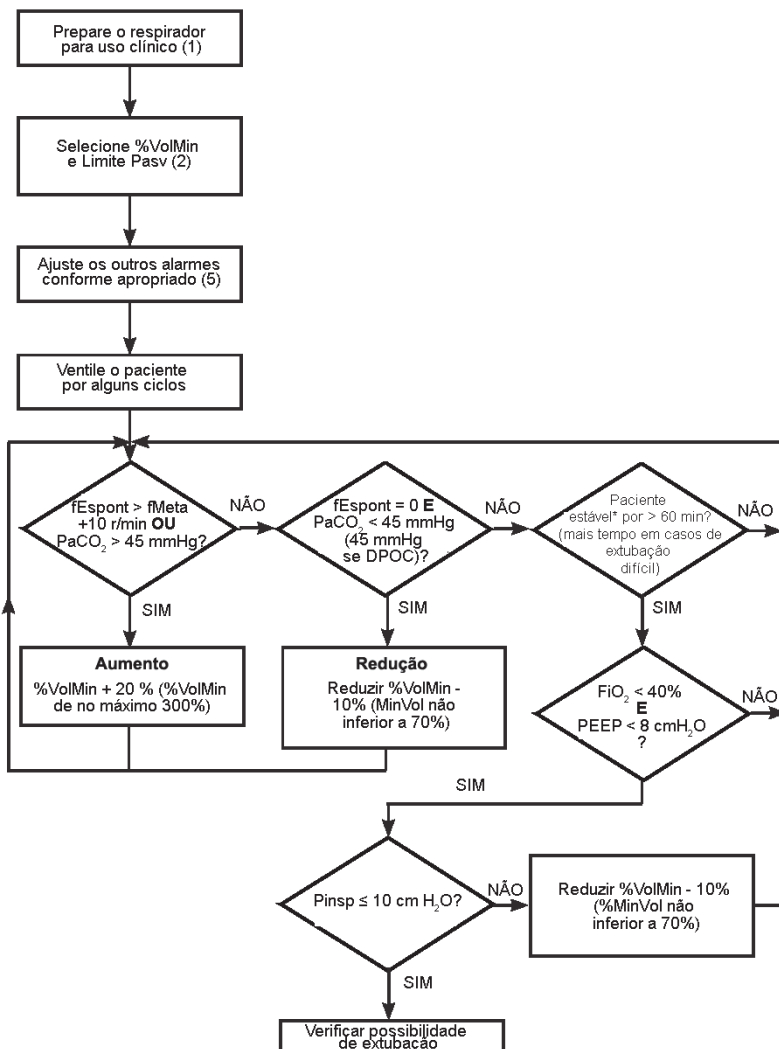 Prepare o respirador
para uso clínico (1)
Selecione %VolMin
e Limite Pasv (2)
Ajuste os outros alarmes
conforme apropriado (5)
Ventile o paciente
por alguns ciclos
fEspont > fMeta
+10 r/min OU
PaCO₂ > 45 mmHg?
NÃO
SIM
fEspont = 0 E
PaCO₂ < 45 mmHg
(45 mmHg
se DPOC)?
NÃO
SIM
Paciente
estável* por > 60 min?
(mais tempo em casos de
extubação
difícil)
NÃO
SIM
Aumento
%VolMin + 20 % (%VolMin
de no máximo 300%)
Redução
Reduzir %VolMin -
10% (MinVol não
inferior a 70%)
FiO₂ < 40%
E
PEEP < 8 cmH₂O
?
NÃO
SIM
Pinsp ≤ 10 cm H₂O?
NÃO
SIM
Reduzir %VolMin - 10%
(%MinVol não
inferior a 70%)
Verificar possibilidade
de extubação